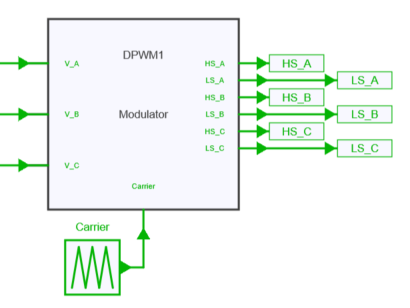 DPWM1
Modulator
V_A
V_B
V_C
HS_A
LS_A
HS_B
LS_B
HS_C
LS_C
Carrier
HS_A
LS_A
HS_B
LS_B
HS_C
LS_C
Carrier